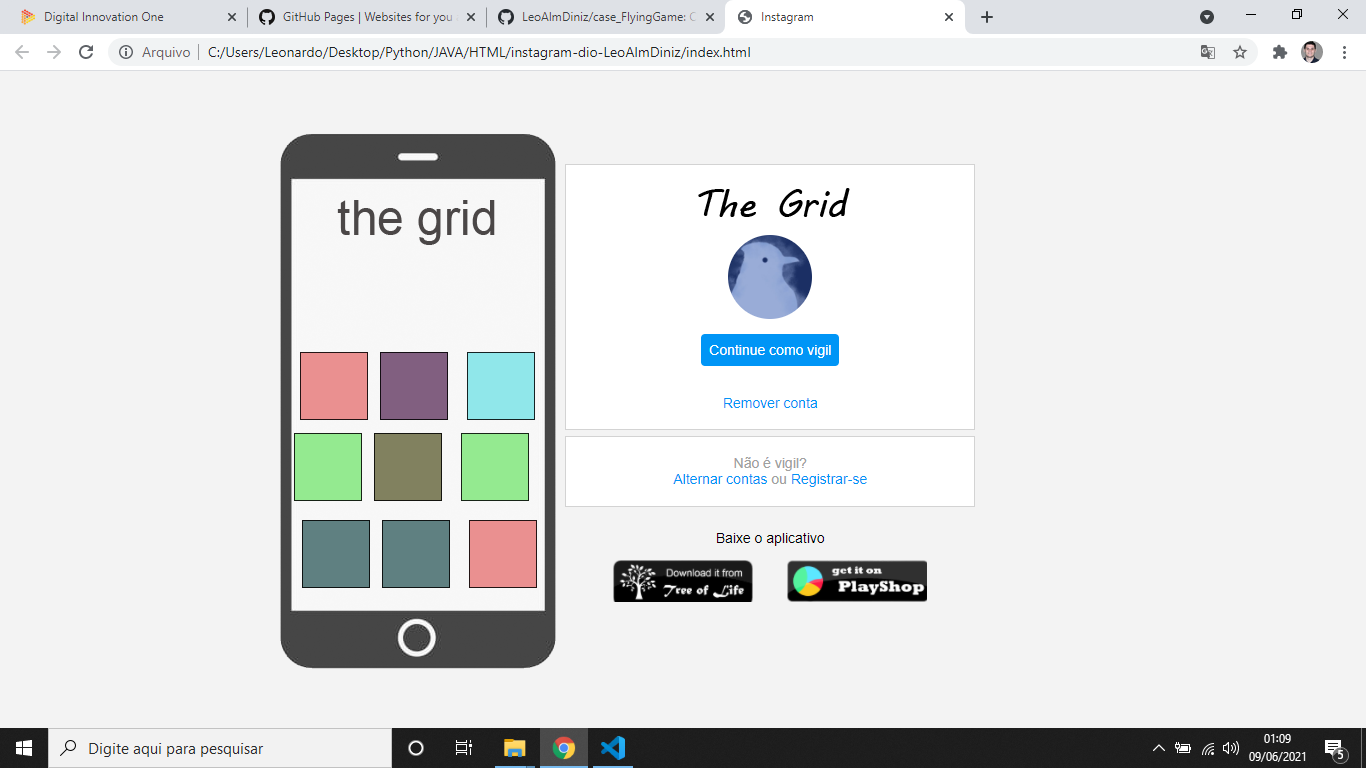 Digital Innovation One
GitHub Pages | Websites for you
LeoAlmDiniz/case_FlyingGame: C
Instagram
Arquivo
C:/Users/Leonardo/Desktop/Python/JAVA/HTML/instagram-dio-LeoAlmDiniz/index.html
the grid
The Grid
Continue como vigil
Remover conta
Não é vigil?
Alternar contas ou Registrar-se
Baixe o aplicativo
Download it from
Tree of Life
get it on
PlayShop
Digite aqui para pesquisar
01:09
09/06/2021
5